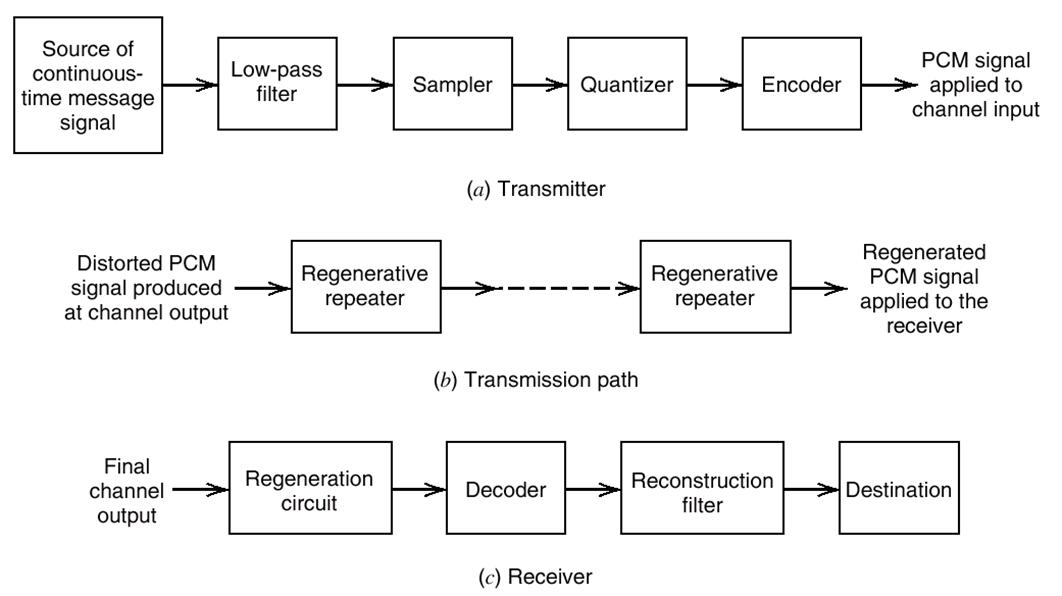 Source of
continuous-
time message
signal
Low-pass
filter
Sampler
Quantizer
Encoder
PCM signal
applied to
channel input
(a) Transmitter
Distorted PCM
signal produced
at channel output
Regenerative
repeater
Regenerative
repeater
Regenerated
PCM signal
applied to the
receiver
(b) Transmission path
Final
channel
output
Regeneration
circuit
Decoder
Reconstruction
filter
Destination
(c) Receiver